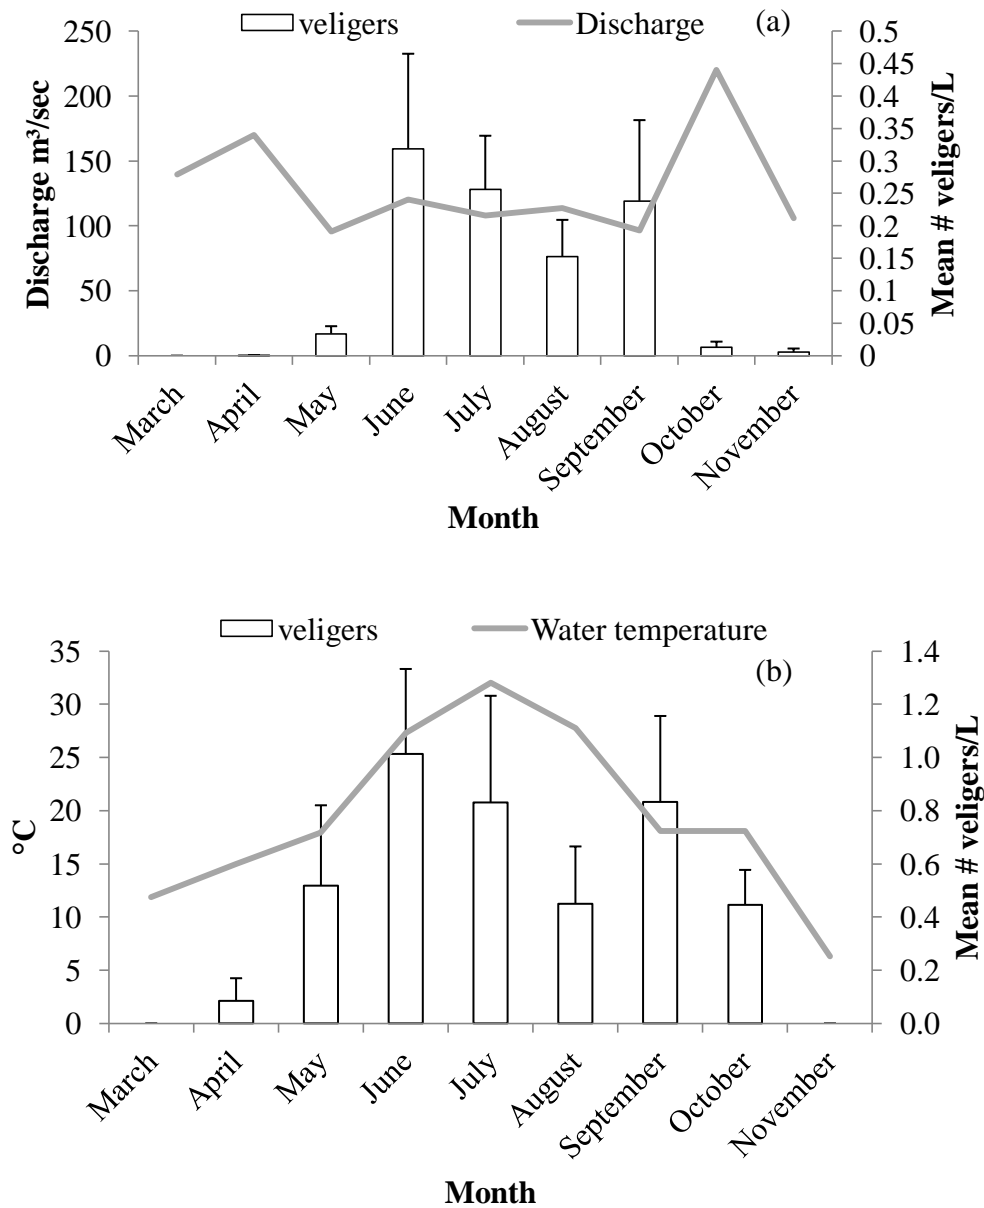 veligers Discharge (a)
250 0.5
0.45
200 0.4
0.35
150 0.3
0.25
100 0.2
0.15
50 0.1
0.05
0 0
Discharge m³/sec
Mean # veligers/L
March April May June July August September October November
Month
veligers Water temperature
(b)
35 1.4
30 1.2
25 1.0
20 0.8
15 0.6
10 0.4
5 0.2
0 0.0
°C
Mean # veligers/L
March April May June July August September October November
Month